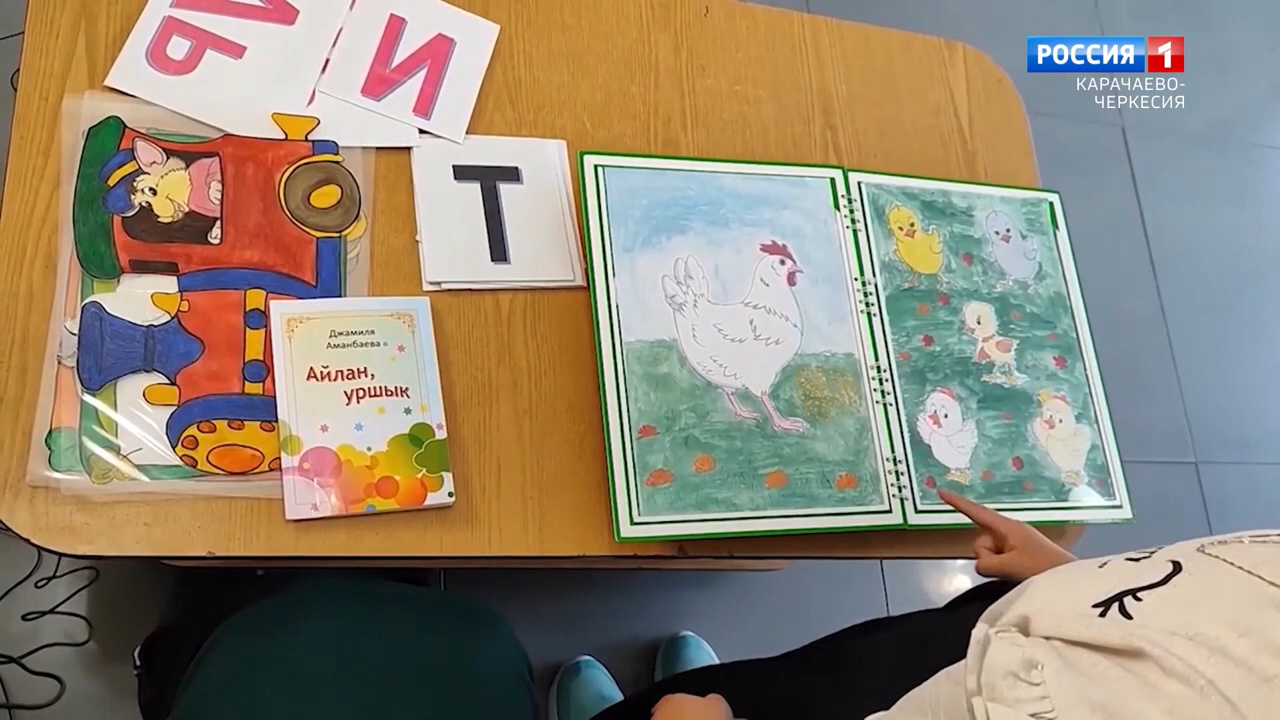 РОССИЯ 1
КАРАЧАЕВО-
ЧЕРКЕСИЯ
Ь
И
И
Т
Джамиля
Аманбаева
Айлан,
уршык